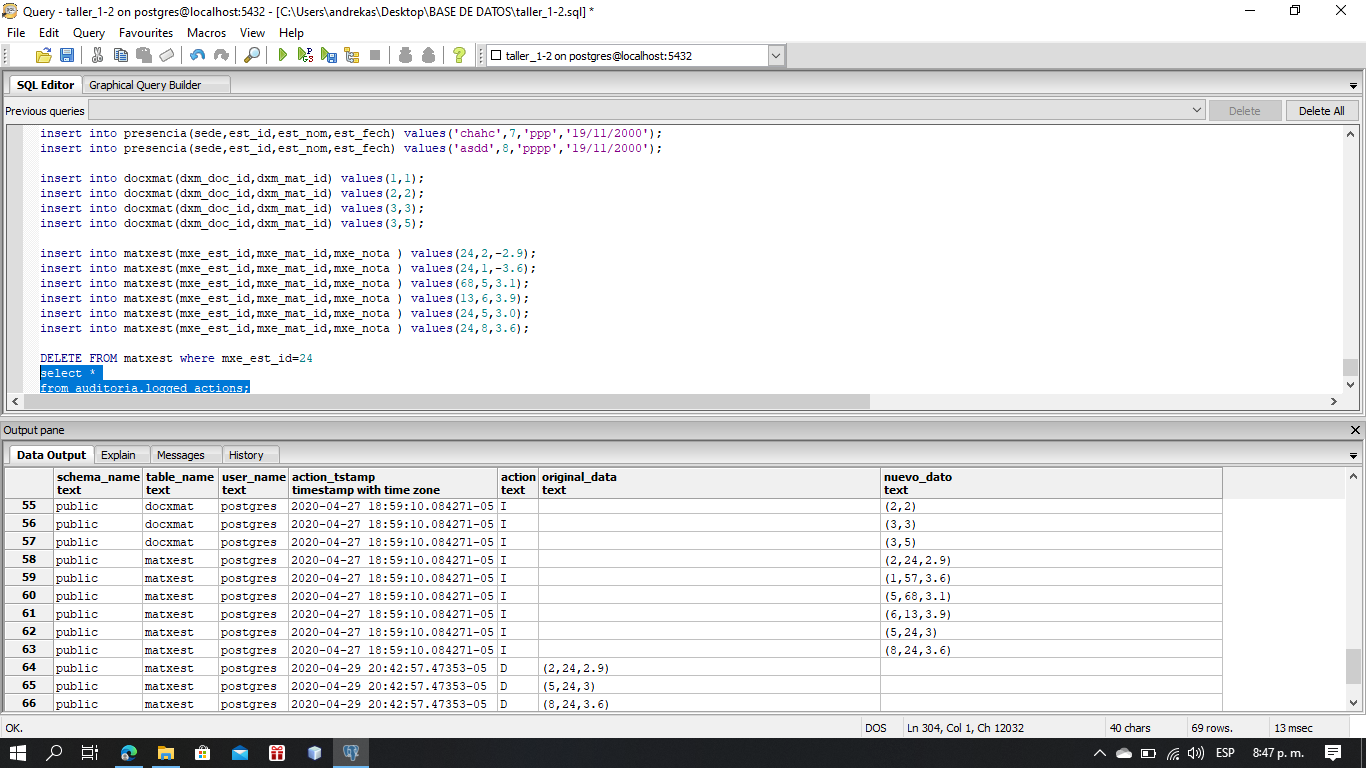 Query - taller_1-2 on postgres@localhost:5432 - [C:\Users\andrekas\Desktop\BASE DE DATOS\taller_1-2.sql] *
File Edit Query Favourites Macros View Help
taller_1-2 on postgres@localhost:5432
SQL Editor Graphical Query Builder
Previous queries Delete Delete All
insert into presencia(sede,est_id,est_nom,est_fech) values('chahc',7,'ppp','19/11/2000');
insert into presencia(sede,est_id,est_nom,est_fech) values('asdd',8,'pppp','19/11/2000');
insert into docxmat(dxm_doc_id,dxm_mat_id) values(1,1);
insert into docxmat(dxm_doc_id,dxm_mat_id) values(2,2);
insert into docxmat(dxm_doc_id,dxm_mat_id) values(3,3);
insert into docxmat(dxm_doc_id,dxm_mat_id) values(3,5);
insert into matxest(mxe_est_id,mxe_mat_id,mxe_nota ) values(24,2,-2.9);
insert into matxest(mxe_est_id,mxe_mat_id,mxe_nota ) values(24,1,-3.6);
insert into matxest(mxe_est_id,mxe_mat_id,mxe_nota ) values(68,5,3.1);
insert into matxest(mxe_est_id,mxe_mat_id,mxe_nota ) values(13,6,3.9);
insert into matxest(mxe_est_id,mxe_mat_id,mxe_nota ) values(24,5,3.0);
insert into matxest(mxe_est_id,mxe_mat_id,mxe_nota ) values(24,8,3.6);
DELETE FROM matxest where mxe_est_id=24
select *
from auditoria.logged_actions;
Output pane
Data Output Explain Messages History
schema_name table_name user_name action_tstamp action original_data nuevo_dato
text text text timestamp with time zone text text text
55 public docxmat postgres 2020-04-27 18:59:10.084271-05 I (2,2)
56 public docxmat postgres 2020-04-27 18:59:10.084271-05 I (3,3)
57 public docxmat postgres 2020-04-27 18:59:10.084271-05 I (3,5)
58 public matxest postgres 2020-04-27 18:59:10.084271-05 I (2,24,2.9)
59 public matxest postgres 2020-04-27 18:59:10.084271-05 I (1,57,3.6)
60 public matxest postgres 2020-04-27 18:59:10.084271-05 I (5,68,3.1)
61 public matxest postgres 2020-04-27 18:59:10.084271-05 I (6,13,3.9)
62 public matxest postgres 2020-04-27 18:59:10.084271-05 I (5,24,3)
63 public matxest postgres 2020-04-27 18:59:10.084271-05 I (8,24,3.6)
64 public matxest postgres 2020-04-29 20:42:57.47353-05 D (2,24,2.9)
65 public matxest postgres 2020-04-29 20:42:57.47353-05 D (5,24,3)
66 public matxest postgres 2020-04-29 20:42:57.47353-05 D (8,24,3.6)
OK. DOS Ln 304, Col 1, Ch 12032 40 chars 69 rows. 13 msec
ESP 8:47 p. m.